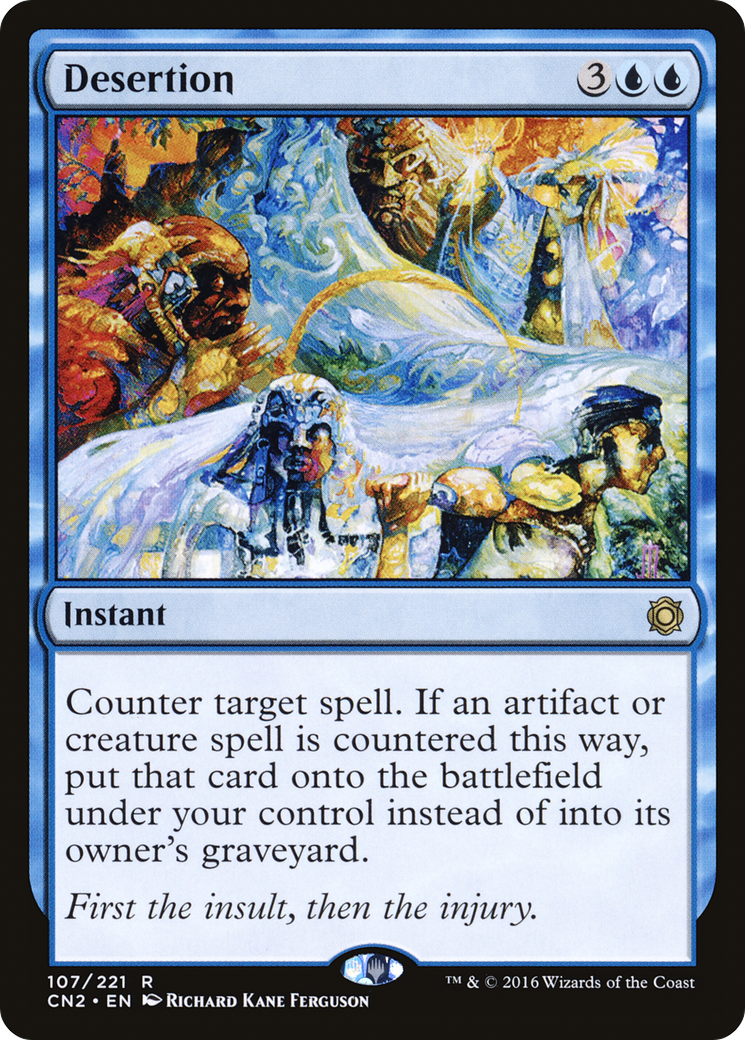 Desertion 3
Instant
Counter target spell. If an artifact or
creature spell is countered this way,
put that card onto the battlefield
under your control instead of into its
owner's graveyard.
First the insult, then the injury.
107/221 R
CN2 • EN Richard Kane Ferguson
™ & © 2016 Wizards of the Coast